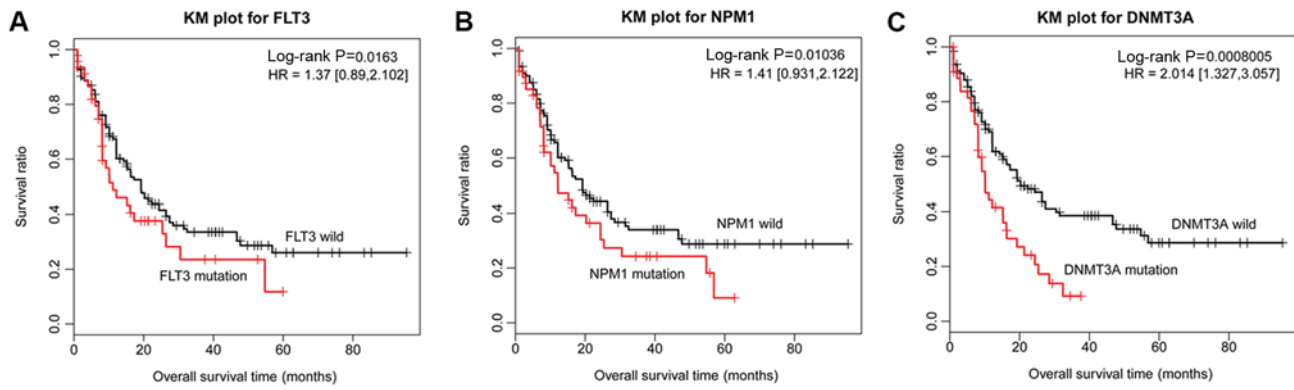 A
KM plot for FLT3
Log-rank P=0.0163
HR = 1.37 [0.89,2.102]
Survival ratio
1.0
0.8
0.6
0.4
0.2
0.0
FLT3 wild
FLT3 mutation
0 20 40 60 80
Overall survival time (months)
B
KM plot for NPM1
Log-rank P=0.01036
HR = 1.41 [0.931,2.122]
Survival ratio
1.0
0.8
0.6
0.4
0.2
0.0
NPM1 wild
NPM1 mutation
0 20 40 60 80
Overall survival time (months)
C
KM plot for DNMT3A
Log-rank P=0.0008005
HR = 2.014 [1.327,3.057]
Survival ratio
1.0
0.8
0.6
0.4
0.2
0.0
DNMT3A wild
DNMT3A mutation
0 20 40 60 80
Overall survival time (months)